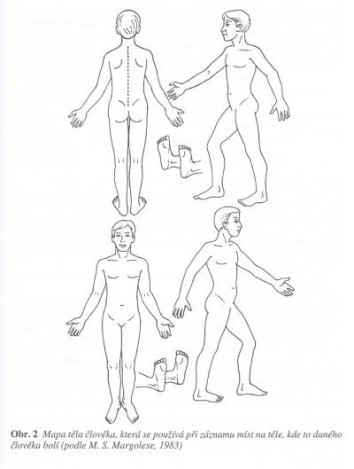 Obr. 2 Mapa těla člověka, která se používá při záznamu míst na těle, kde to daného
člověka bolí (podle M. S. Margolese, 1983)